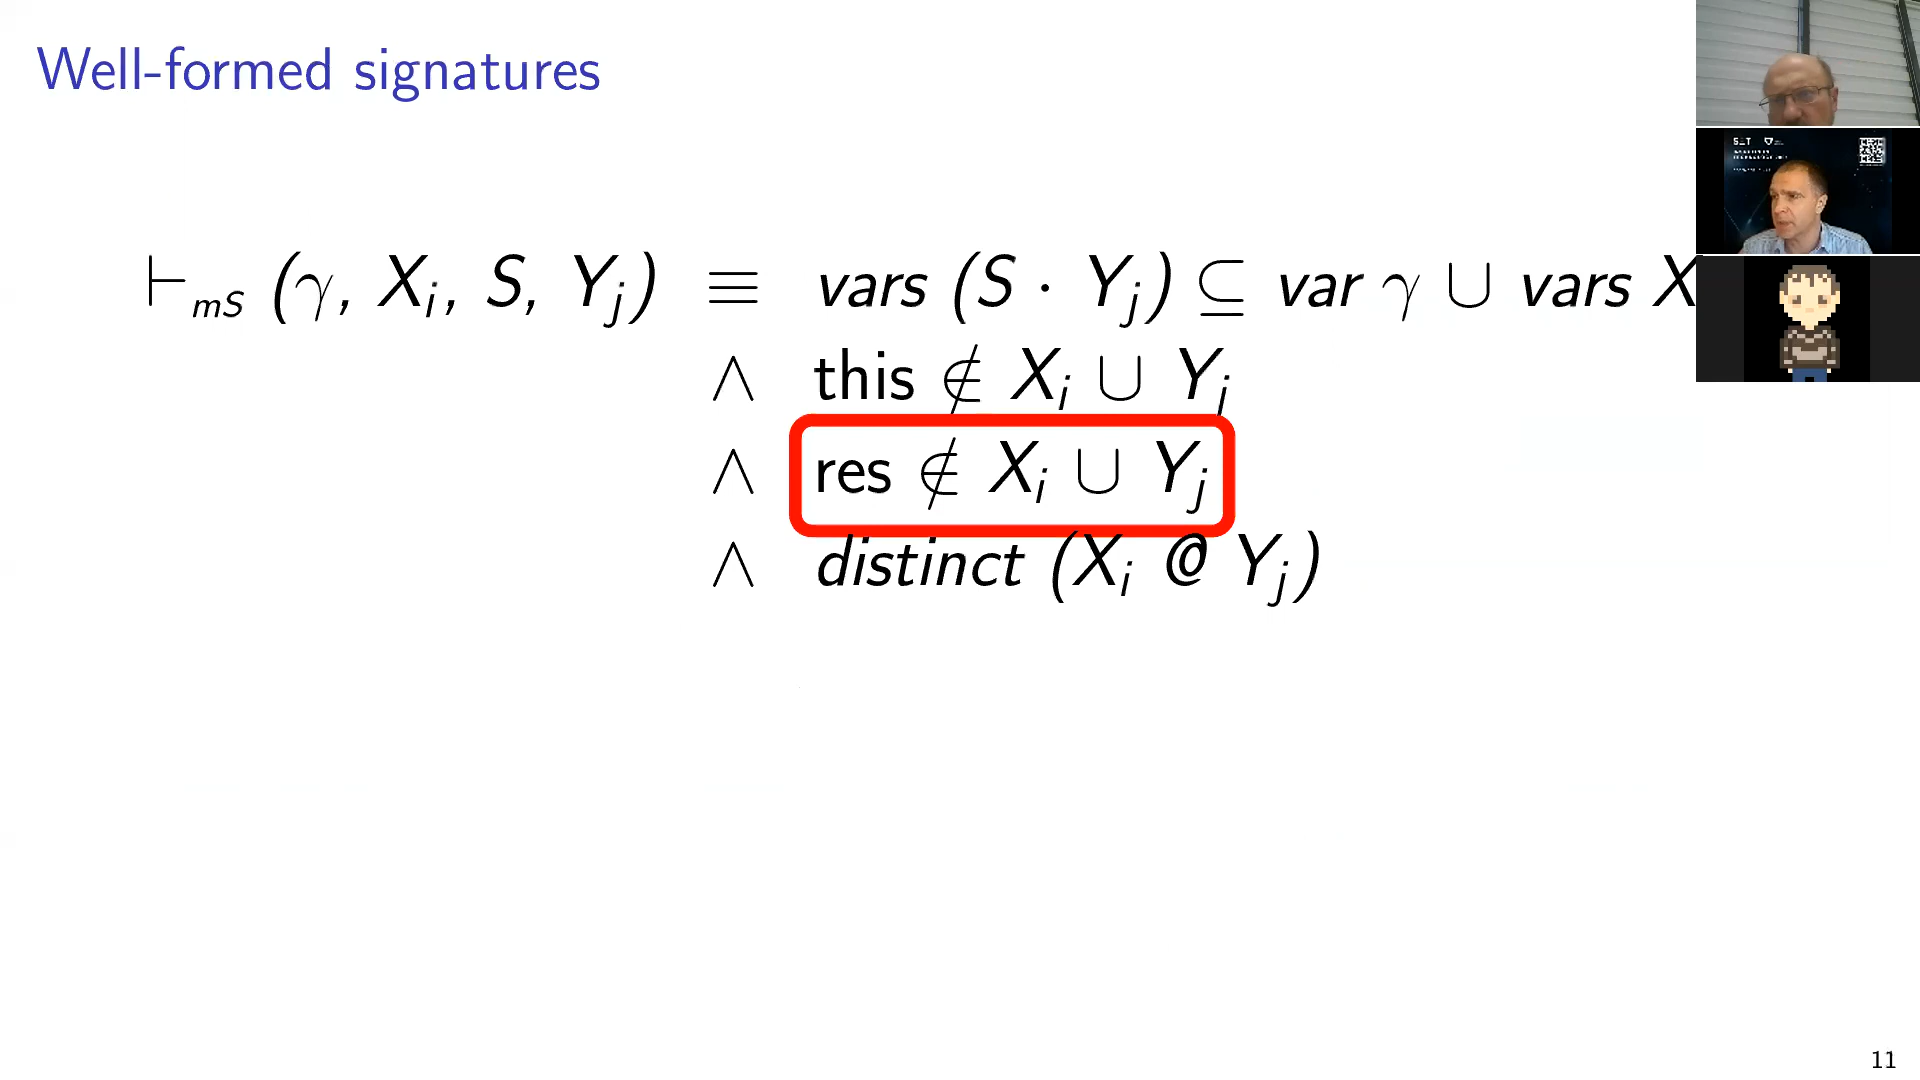 Well-formed signatures
⊢mS (γ, Xi, S, Yj) ≡ vars (S · Yj) ⊆ var γ ∪ vars X
∧ this ∉ Xi ∪ Yj
∧ res ∉ Xi ∪ Yj
∧ distinct (Xi @ Yj)
11